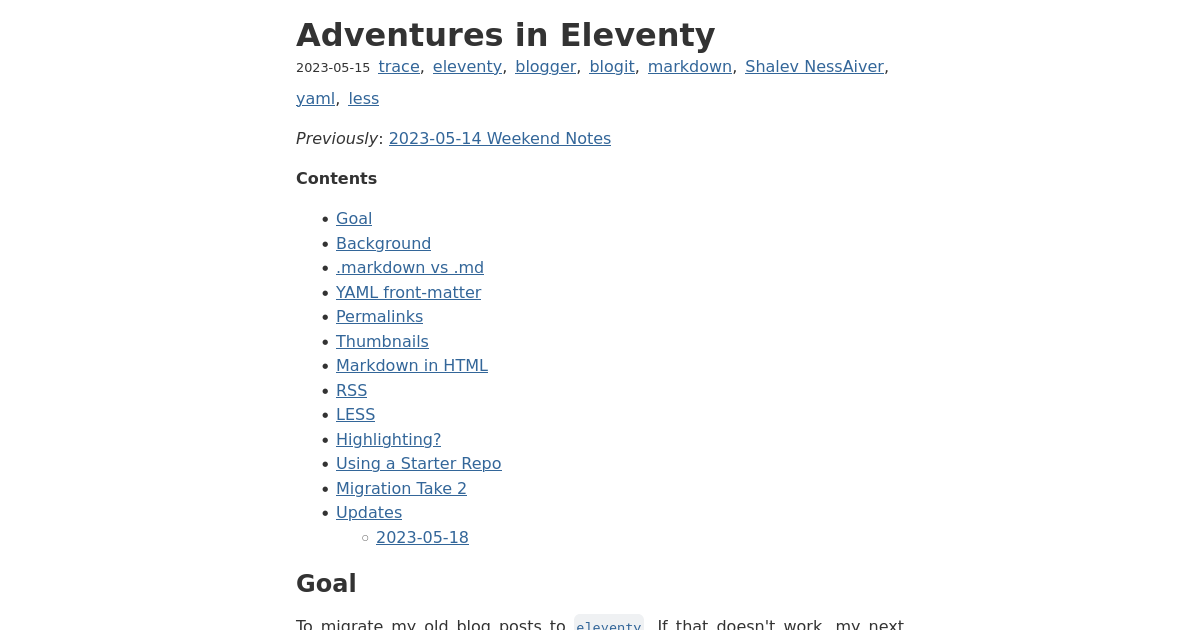 Adventures in Eleventy
2023-05-15 trace, eleventy, blogger, blogit, markdown, Shalev NessAiver,
yaml, less
Previously: 2023-05-14 Weekend Notes
Contents
Goal
Background
.markdown vs .md
YAML front-matter
Permalinks
Thumbnails
Markdown in HTML
RSS
LESS
Highlighting?
Using a Starter Repo
Migration Take 2
Updates
2023-05-18
Goal
To migrate my old blog posts to eleventy. If that doesn't work, my next